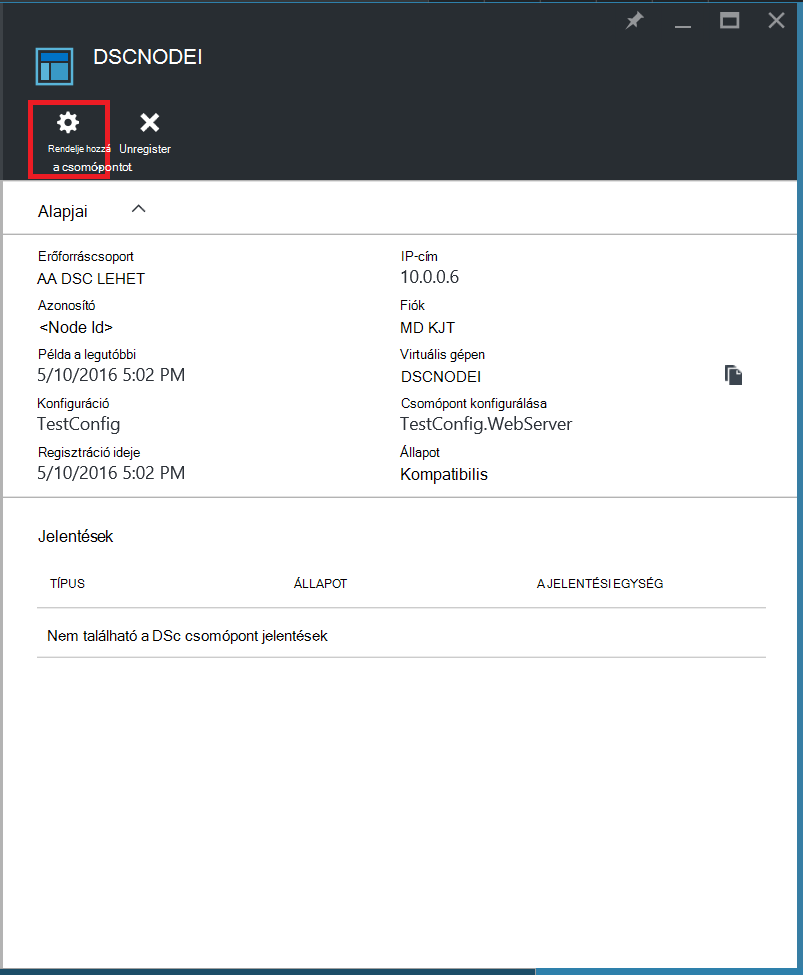 DSCNODEI
Rendelje hozzá
a csomópontot
Unregister
Alapjai
Erőforráscsoport
AA DSC LEHET
IP-cím
10.0.0.6
Azonosító
<Node Id>
Fiók
MD KJT
Példa a legutóbbi
5/10/2016 5:02 PM
Virtuális gépen
DSCNODEI
Konfiguráció
TestConfig
Csomópont konfigurálása
TestConfig.WebServer
Regisztráció ideje
5/10/2016 5:02 PM
Állapot
Kompatibilis
Jelentések
TÍPUS
ÁLLAPOT
A JELENTÉSI EGYSÉG
Nem található a DSc csomópont jelentések